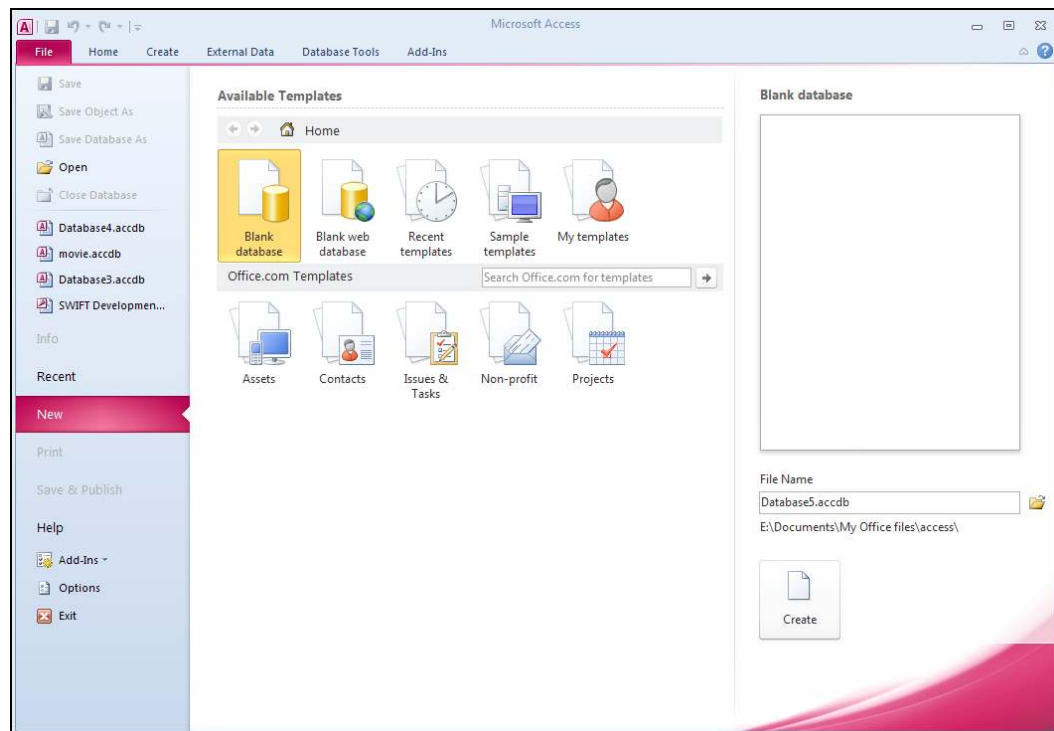 Microsoft Access
File Home Create External Data Database Tools Add-Ins
Save
Save Object As
Save Database As
Open
Close Database
Database4.accdb
movie.accdb
Database3.accdb
SWIFT Developmen...
Info
Recent
New
Print
Save & Publish
Help
Add-Ins
Options
Exit
Available Templates
Home
Blank database
Blank web database
Recent templates
Sample templates
My templates
Office.com Templates
Search Office.com for templates
Assets
Contacts
Issues & Tasks
Non-profit
Projects
Blank database
File Name
Database5.accdb
E:\Documents\My Office files\access\
Create